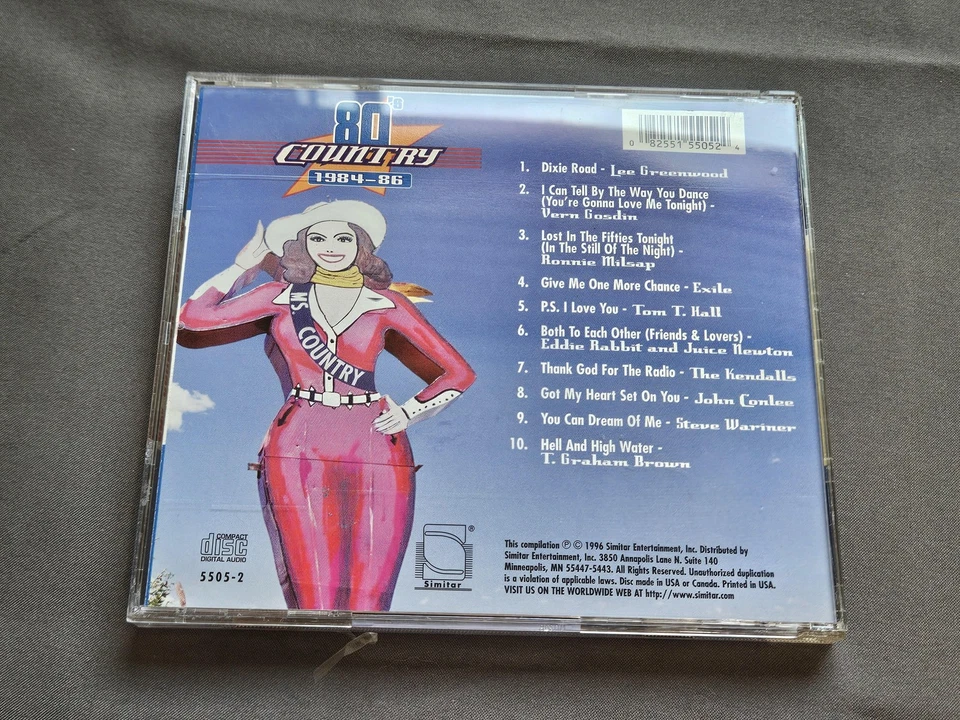 80's
COUNTRY
1984-86
0 82551 55052 4
1. Dixie Road - Lee Greenwood
2. I Can Tell By The Way You Dance
(You're Gonna Love Me Tonight) -
Vern Gosdin
3. Lost In The Fifties Tonight
(In The Still Of The Night) -
Ronnie Milsap
4. Give Me One More Chance - Exile
5. P.S. I Love You - Tom T. Hall
6. Both To Each Other (Friends & Lovers) -
Eddie Rabbit and Juice Newton
7. Thank God For The Radio - The Kendalls
8. Got My Heart Set On You - John Conlee
9. You Can Dream Of Me - Steve Wariner
10. Hell And High Water -
T. Graham Brown
MS COUNTRY
COMPACT
disc
DIGITAL AUDIO
5505-2
®
Simitar
This compilation ℗ © 1996 Simitar Entertainment, Inc. Distributed by
Simitar Entertainment, Inc. 3850 Annapolis Lane N. Suite 140
Minneapolis, MN 55447-5443. All Rights Reserved. Unauthorized duplication
is a violation of applicable laws. Disc made in USA or Canada. Printed in USA.
VISIT US ON THE WORLDWIDE WEB AT http://www.simitar.com